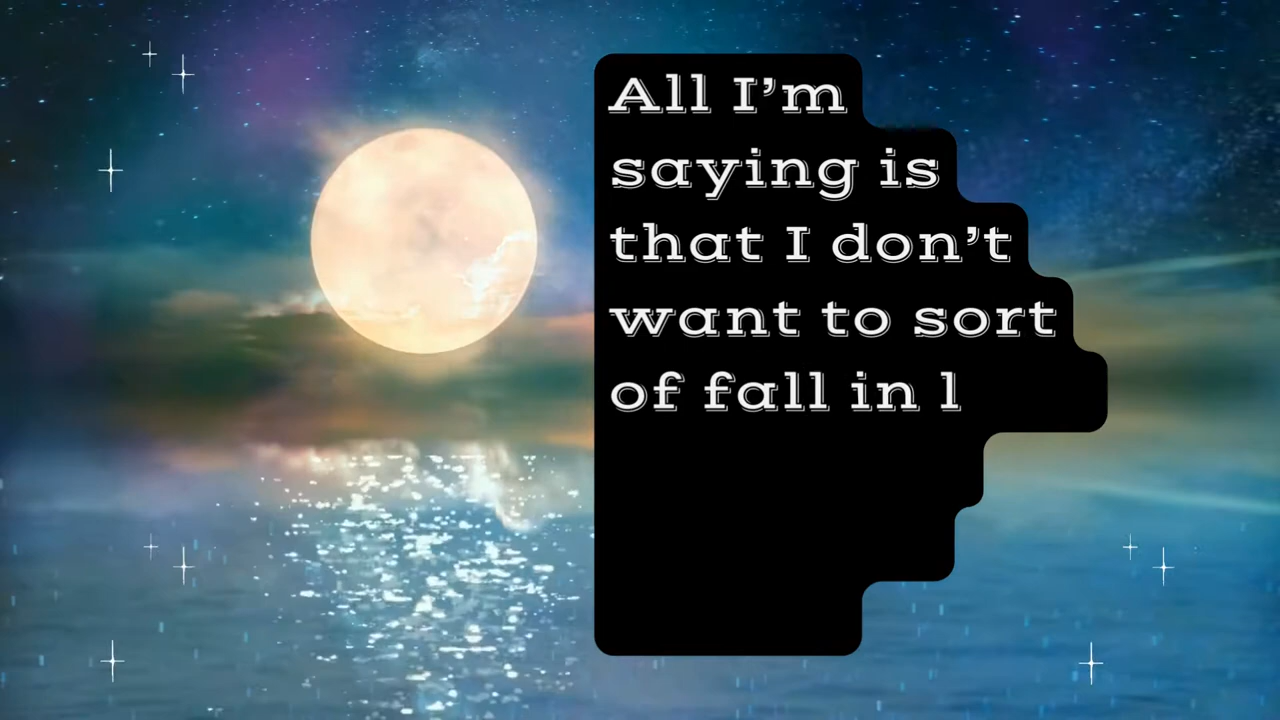 All I’m
saying is
that I don’t
want to sort
of fall in l